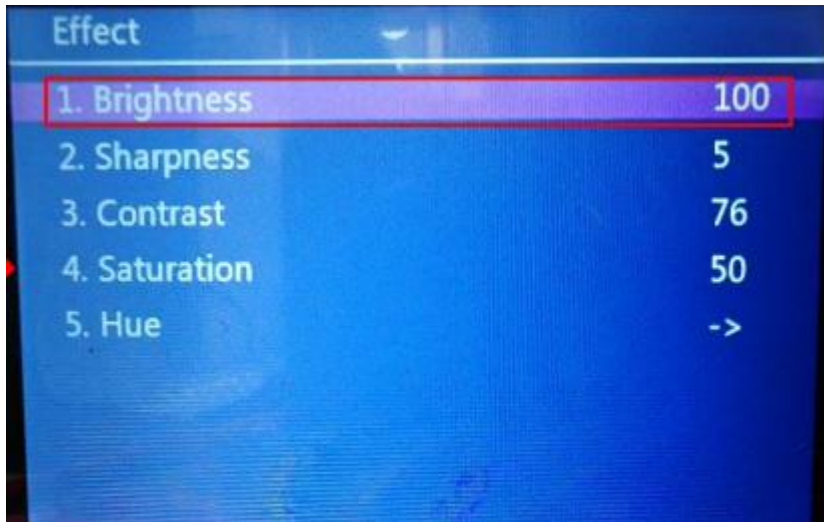 Effect
1. Brightness 100
2. Sharpness 5
3. Contrast 76
4. Saturation 50
5. Hue ->